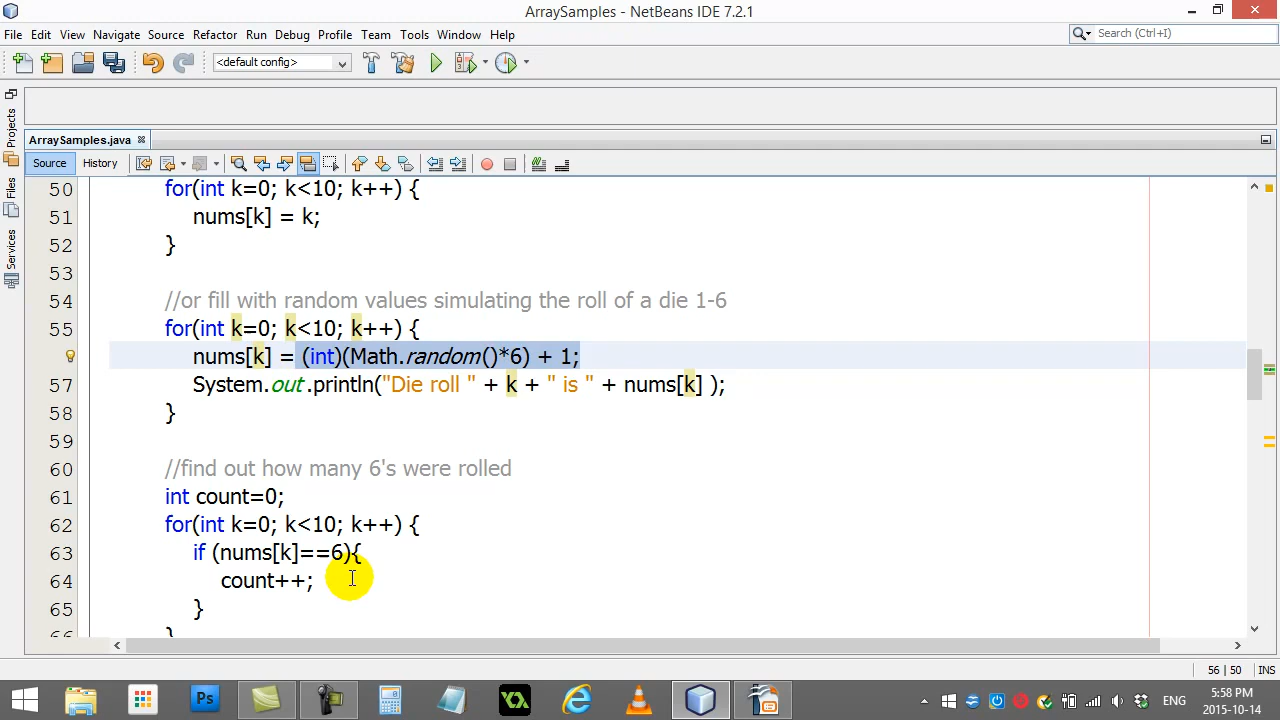 ArraySamples - NetBeans IDE 7.2.1
File Edit View Navigate Source Refactor Run Debug Profile Team Tools Window Help
Search (Ctrl+I)
<default config>
Projects
Files
Services
ArraySamples.java
Source History
50 for(int k=0; k<10; k++) {
51 nums[k] = k;
52 }
53
54 //or fill with random values simulating the roll of a die 1-6
55 for(int k=0; k<10; k++) {
nums[k] = (int)(Math.random()*6) + 1;
57 System.out.println("Die roll " + k + " is " + nums[k] );
58 }
59
60 //find out how many 6's were rolled
61 int count=0;
62 for(int k=0; k<10; k++) {
63 if (nums[k]==6){
64 count++;
65 }
66 }
56 | 50 INS
Ps
ENG
5:58 PM
2015-10-14